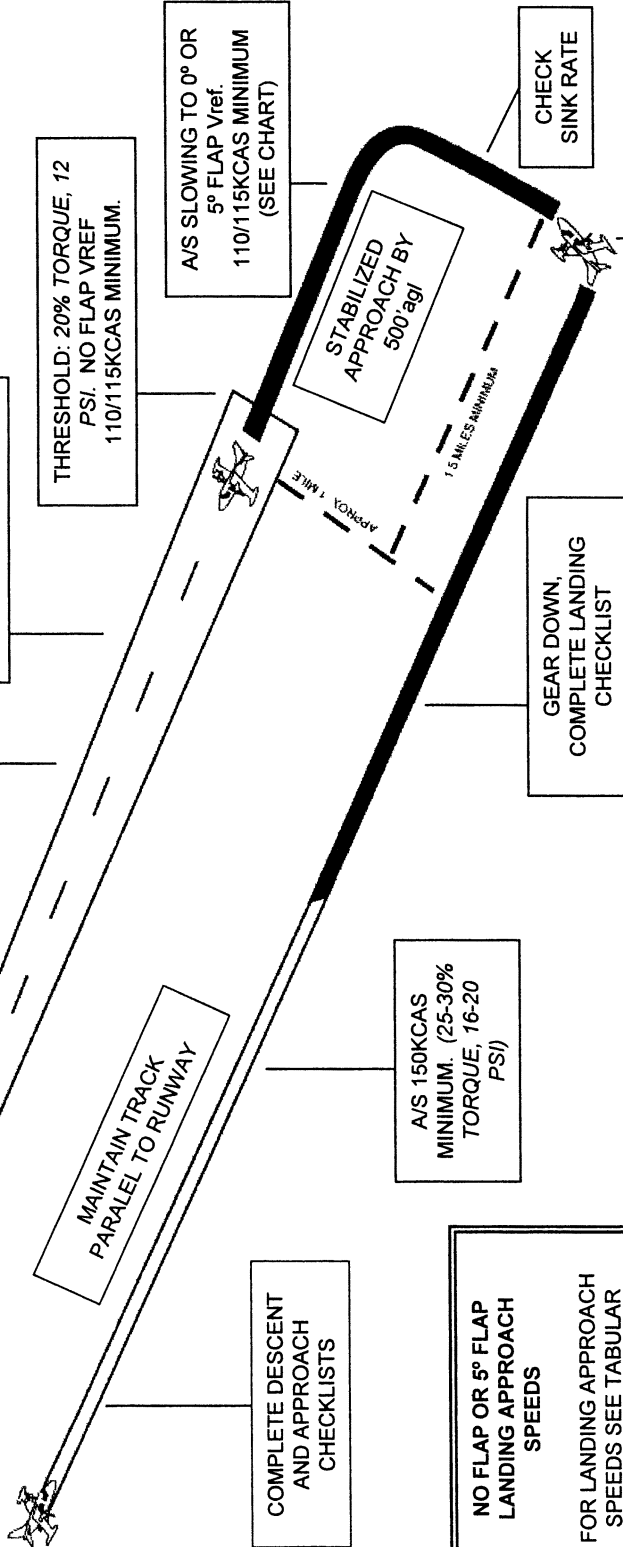 THRESHOLD: 20% TORQUE, 12
PSI. NO FLAP VREF
110/115KCAS MINIMUM.
A/S SLOWING TO 0º OR
5º FLAP Vref.
110/115KCAS MINIMUM
(SEE CHART)
CHECK
SINK RATE
STABILIZED
APPROACH BY
500'agl
APPROX 1 MILE
1.5 MILES MINIMUM
GEAR DOWN,
COMPLETE LANDING
CHECKLIST
MAINTAIN TRACK
PARALEL TO RUNWAY
A/S 150KCAS
MINIMUM. (25-30%
TORQUE, 16-20
PSI)
COMPLETE DESCENT
AND APPROACH
CHECKLISTS
NO FLAP OR 5º FLAP
LANDING APPROACH
SPEEDS
FOR LANDING APPROACH
SPEEDS SEE TABULAR